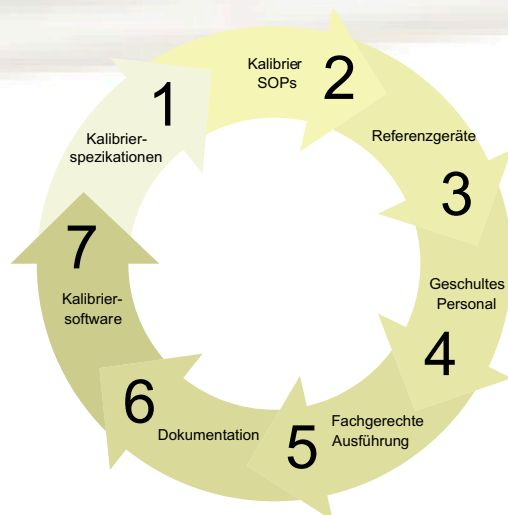 1
Kalibrier-
spezikationen
Kalibrier
SOPs
2
Referenzgeräte
3
Geschultes
Personal
4
Fachgerechte
Ausführung
5
Dokumentation
6
Kalibrier-
software
7